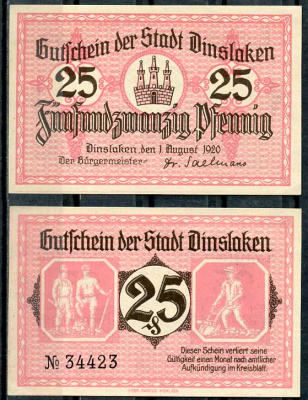 Gutschein der Stadt Dinslaken
25 25
Fünfundzwanzig Pfennig
Dinslaken, den 1. August 1920
Der Bürgermeister:
Gutschein der Stadt Dinslaken
25
₰
Dieser Schein verliert seine
Gültigkeit einen Monat nach amtlicher
Aufkündigung im Kreisblatt.
№ 34423